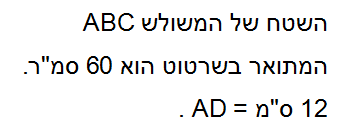 השטח של המשולש ABC
המתואר בשרטוט הוא 60 סמ"ר.
12 ס"מ = AD .